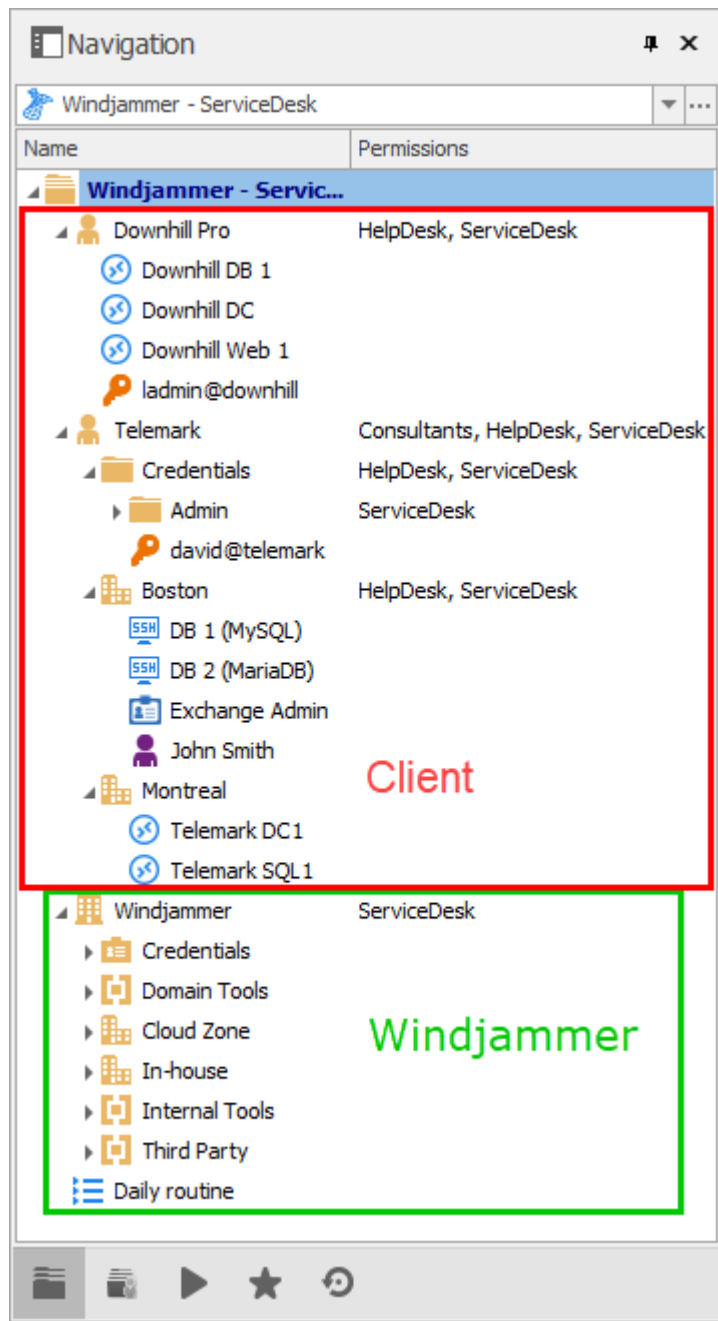 Navigation
Windjammer - ServiceDesk
Name Permissions
Windjammer - Servic...
Downhill Pro HelpDesk, ServiceDesk
Downhill DB 1
Downhill DC
Downhill Web 1
ladmin@downhill
Telemark Consultants, HelpDesk, ServiceDesk
Credentials HelpDesk, ServiceDesk
Admin ServiceDesk
david@telemark
Boston HelpDesk, ServiceDesk
SSH DB 1 (MySQL)
SSH DB 2 (MariaDB)
Exchange Admin
John Smith
Client
Montreal
Telemark DC1
Telemark SQL1
Windjammer ServiceDesk
Credentials
Domain Tools
Cloud Zone Windjammer
In-house
Internal Tools
Third Party
Daily routine